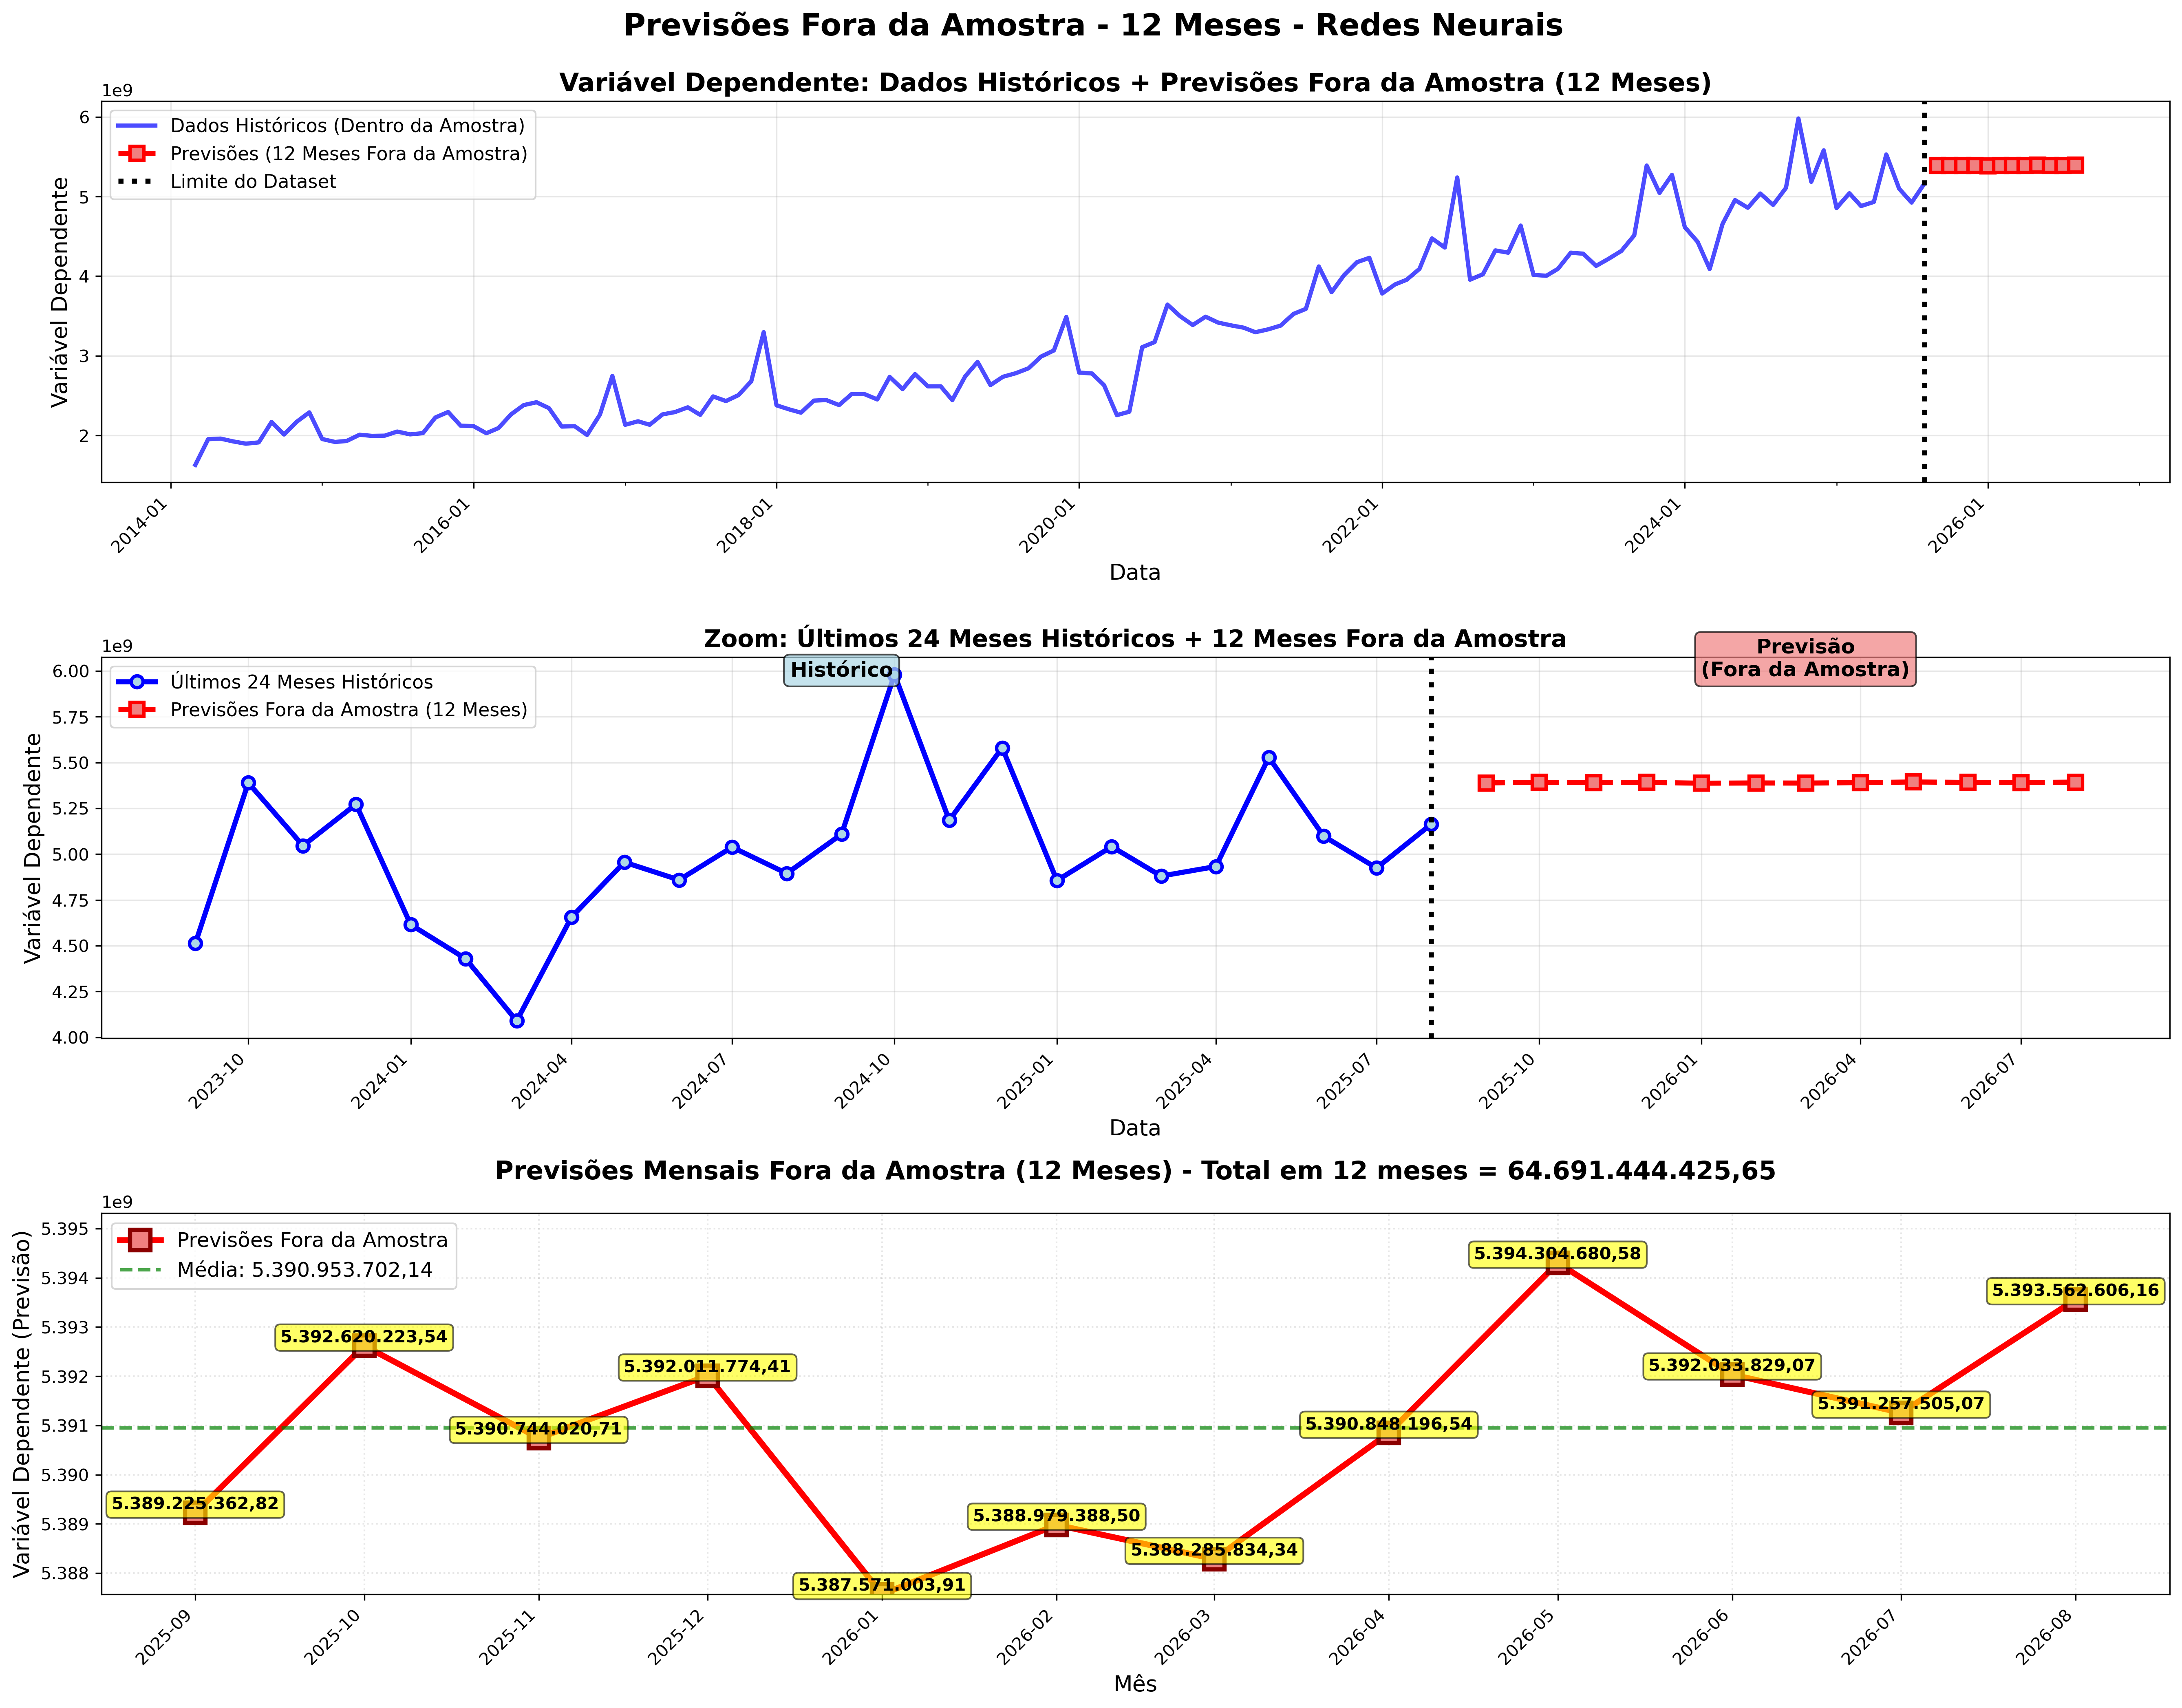 Previsões Fora da Amostra - 12 Meses - Redes Neurais
Variável Dependente: Dados Históricos + Previsões Fora da Amostra (12 Meses)
1e9
Dados Históricos (Dentro da Amostra)
Previsões (12 Meses Fora da Amostra)
Limite do Dataset
6
5
4
3
2
Variável Dependente
2014-01
2016-01
2018-01
2020-01
2022-01
2024-01
2026-01
Data
Zoom: Últimos 24 Meses Históricos + 12 Meses Fora da Amostra
1e9
Histórico
Previsão
(Fora da Amostra)
Últimos 24 Meses Históricos
Previsões Fora da Amostra (12 Meses)
6.00
5.75
5.50
5.25
5.00
4.75
4.50
4.25
4.00
Variável Dependente
2023-10
2024-01
2024-04
2024-07
2024-10
2025-01
2025-04
2025-07
2025-10
2026-01
2026-04
2026-07
Data
Previsões Mensais Fora da Amostra (12 Meses) - Total em 12 meses = 64.691.444.425,65
1e9
Previsões Fora da Amostra
Média: 5.390.953.702,14
5.395
5.394
5.393
5.392
5.391
5.390
5.389
5.388
Variável Dependente (Previsão)
5.389.225.362,82
5.392.620.223,54
5.390.744.020,71
5.392.011.774,41
5.387.571.003,91
5.388.979.388,50
5.388.285.834,34
5.390.848.196,54
5.394.304.680,58
5.392.033.829,07
5.391.257.505,07
5.393.562.606,16
2025-09
2025-10
2025-11
2025-12
2026-01
2026-02
2026-03
2026-04
2026-05
2026-06
2026-07
2026-08
Mês